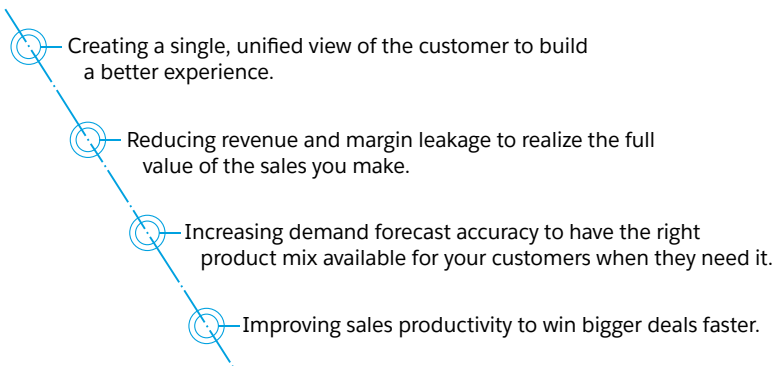 Creating a single, unified view of the customer to build
a better experience.
Reducing revenue and margin leakage to realize the full
value of the sales you make.
Increasing demand forecast accuracy to have the right
product mix available for your customers when they need it.
Improving sales productivity to win bigger deals faster.